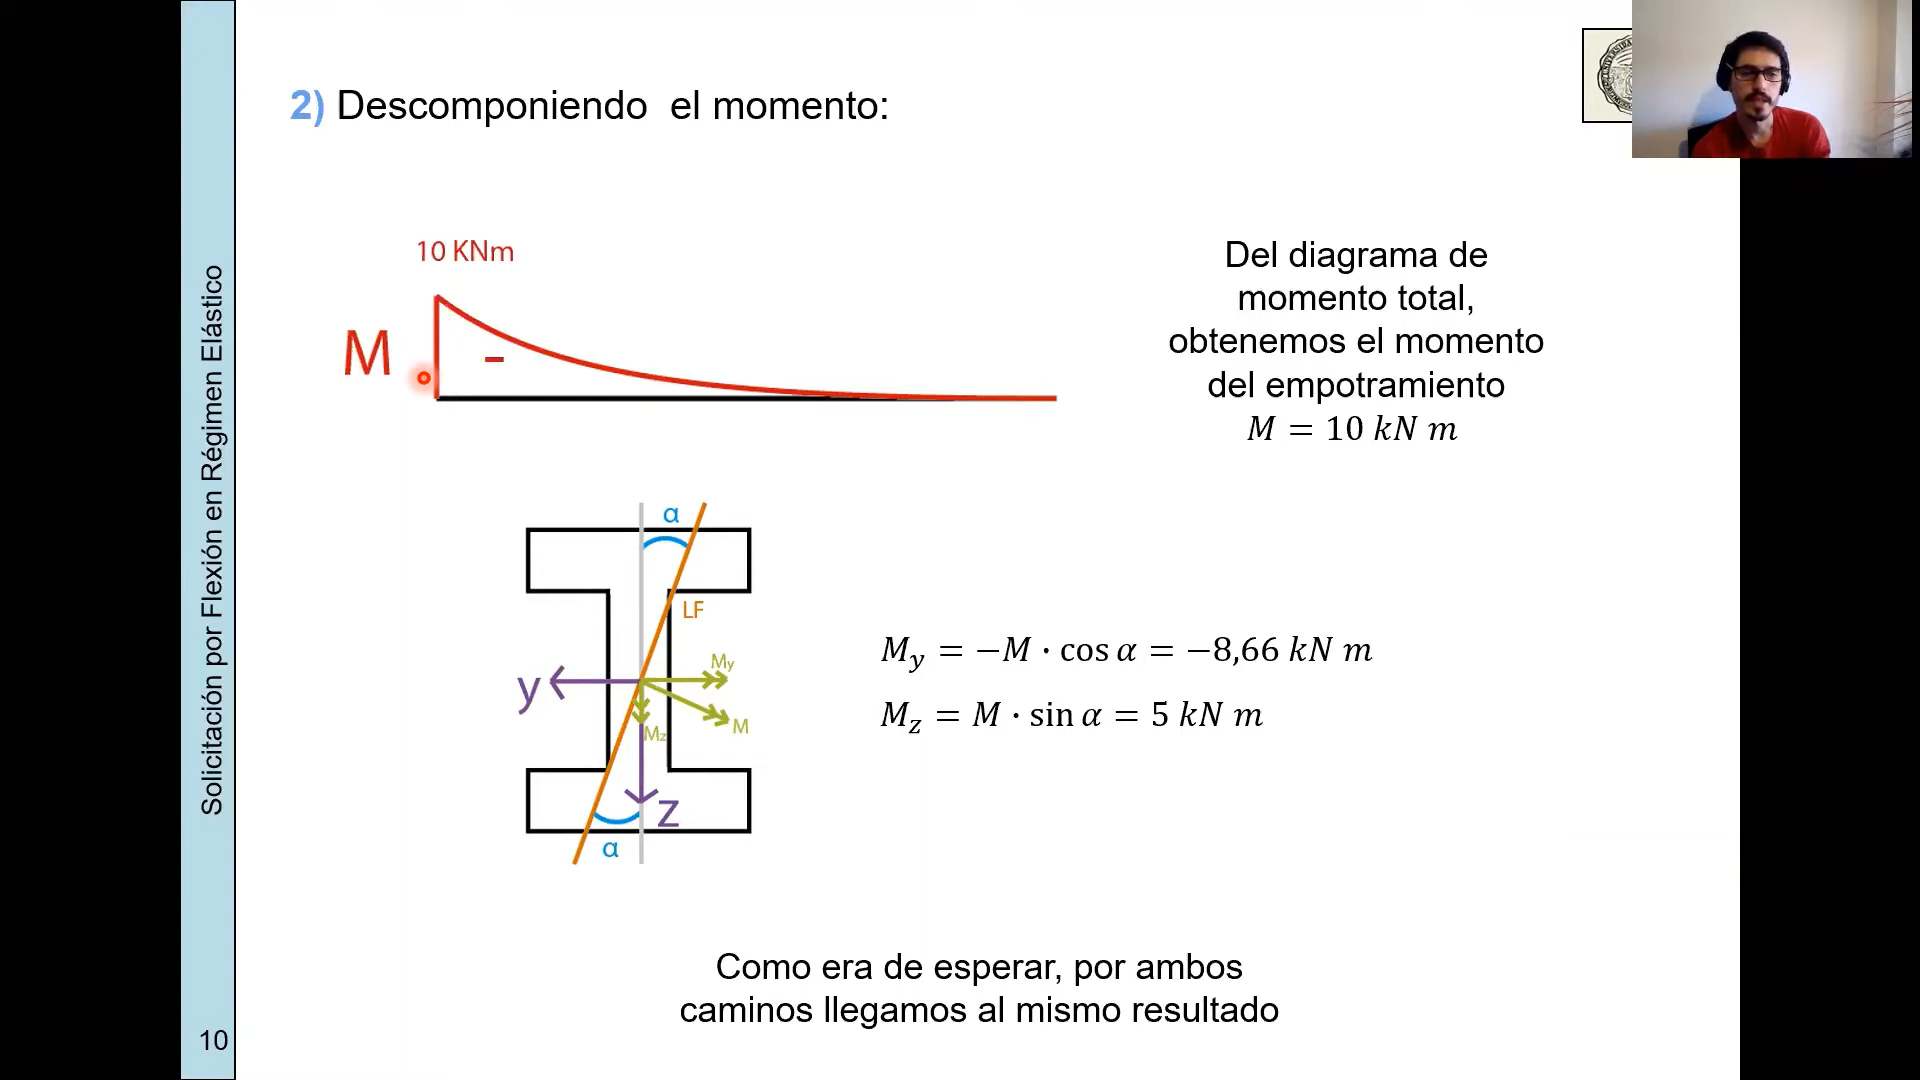 2) Descomponiendo el momento:
10 KNm
M
-
Del diagrama de
momento total,
obtenemos el momento
del empotramiento
M = 10 kN m
α
LF
My
y
M
Mz
z
α
My = −M · cos α = −8,66 kN m
Mz = M · sin α = 5 kN m
Como era de esperar, por ambos
caminos llegamos al mismo resultado
Solicitación por Flexión en Régimen Elástico
10